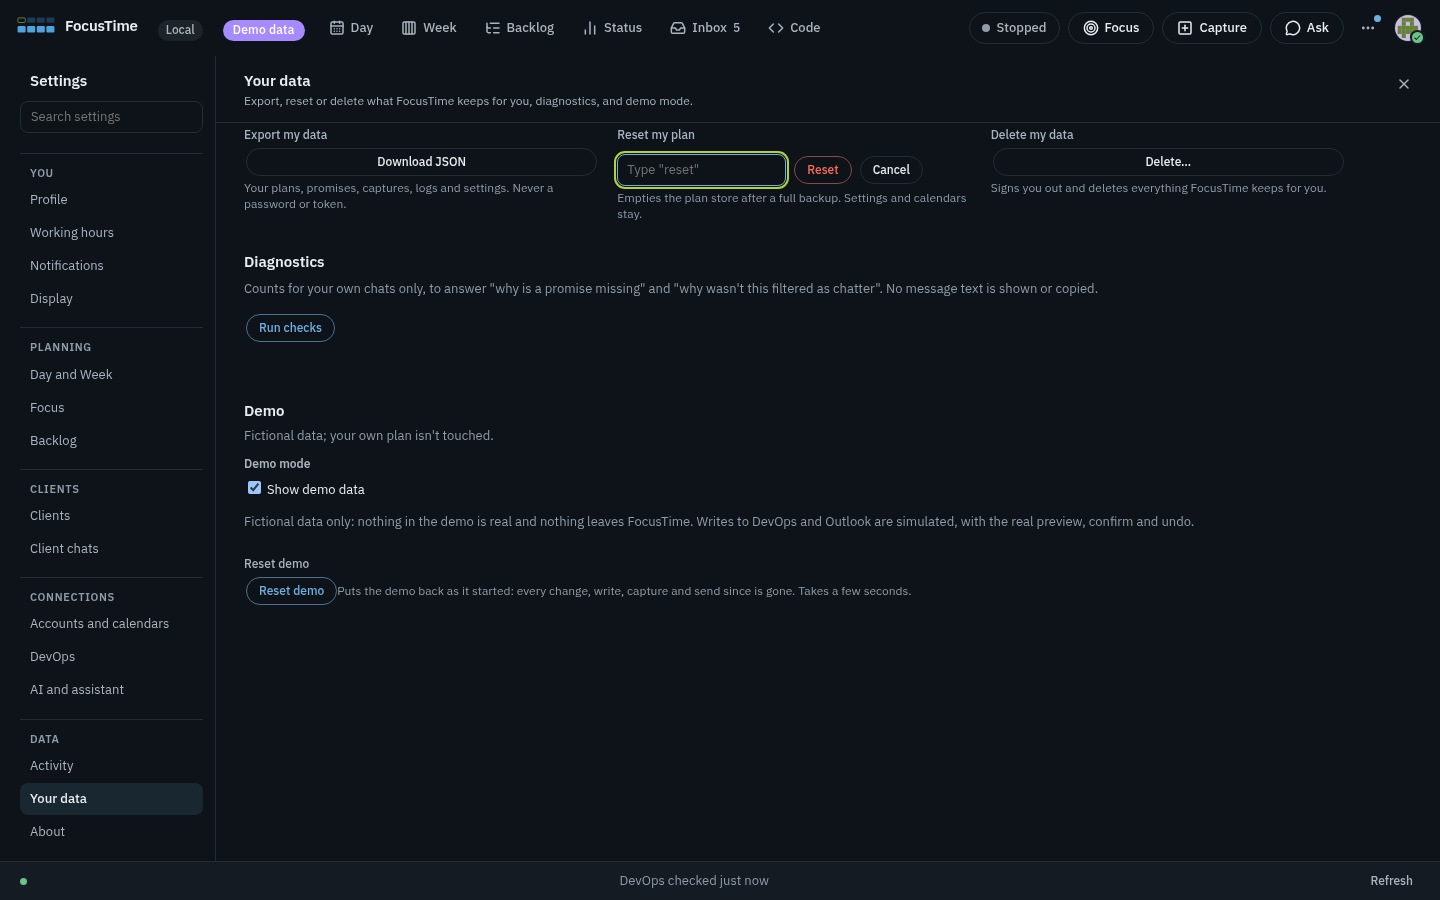 FocusTime
Local
Demo data
Day
Week
Backlog
Status
Inbox 5
Code
Stopped
Focus
Capture
Ask
Settings
Search settings
YOU
Profile
Working hours
Notifications
Display
PLANNING
Day and Week
Focus
Backlog
CLIENTS
Clients
Client chats
CONNECTIONS
Accounts and calendars
DevOps
AI and assistant
DATA
Activity
Your data
About
Your data
Export, reset or delete what FocusTime keeps for you, diagnostics, and demo mode.
Export my data
Download JSON
Your plans, promises, captures, logs and settings. Never a
password or token.
Reset my plan
Type "reset"
Reset
Cancel
Empties the plan store after a full backup. Settings and calendars
stay.
Delete my data
Delete...
Signs you out and deletes everything FocusTime keeps for you.
Diagnostics
Counts for your own chats only, to answer "why is a promise missing" and "why wasn't this filtered as chatter". No message text is shown or copied.
Run checks
Demo
Fictional data; your own plan isn't touched.
Demo mode
Show demo data
Fictional data only: nothing in the demo is real and nothing leaves FocusTime. Writes to DevOps and Outlook are simulated, with the real preview, confirm and undo.
Reset demo
Reset demo
Puts the demo back as it started: every change, write, capture and send since is gone. Takes a few seconds.
DevOps checked just now
Refresh